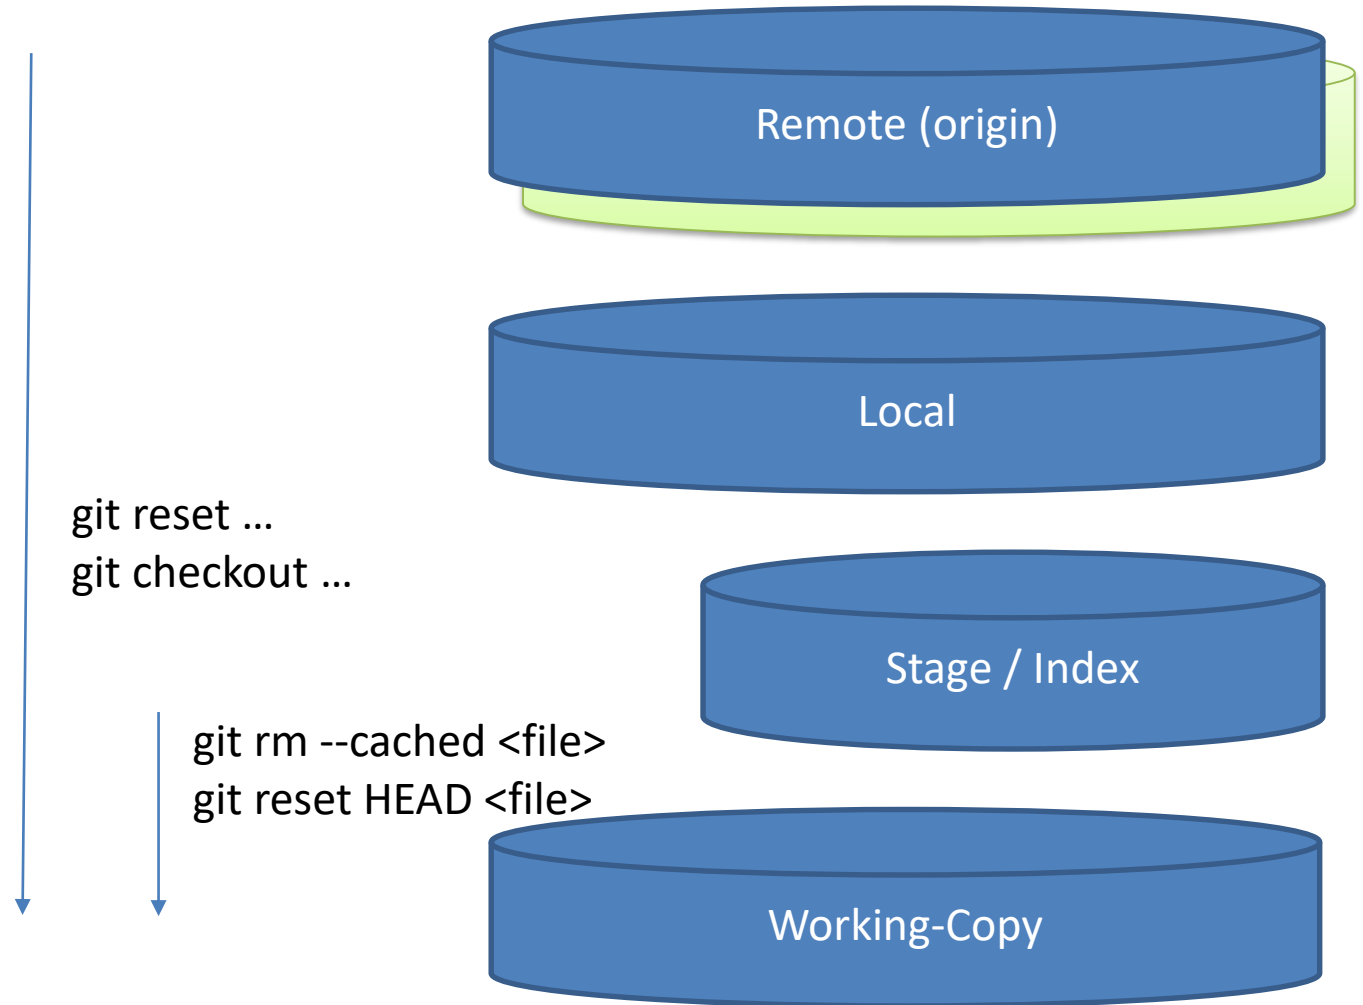 Remote (origin)
Local
git reset …
git checkout …
Stage / Index
git rm --cached <file>
git reset HEAD <file>
Working-Copy